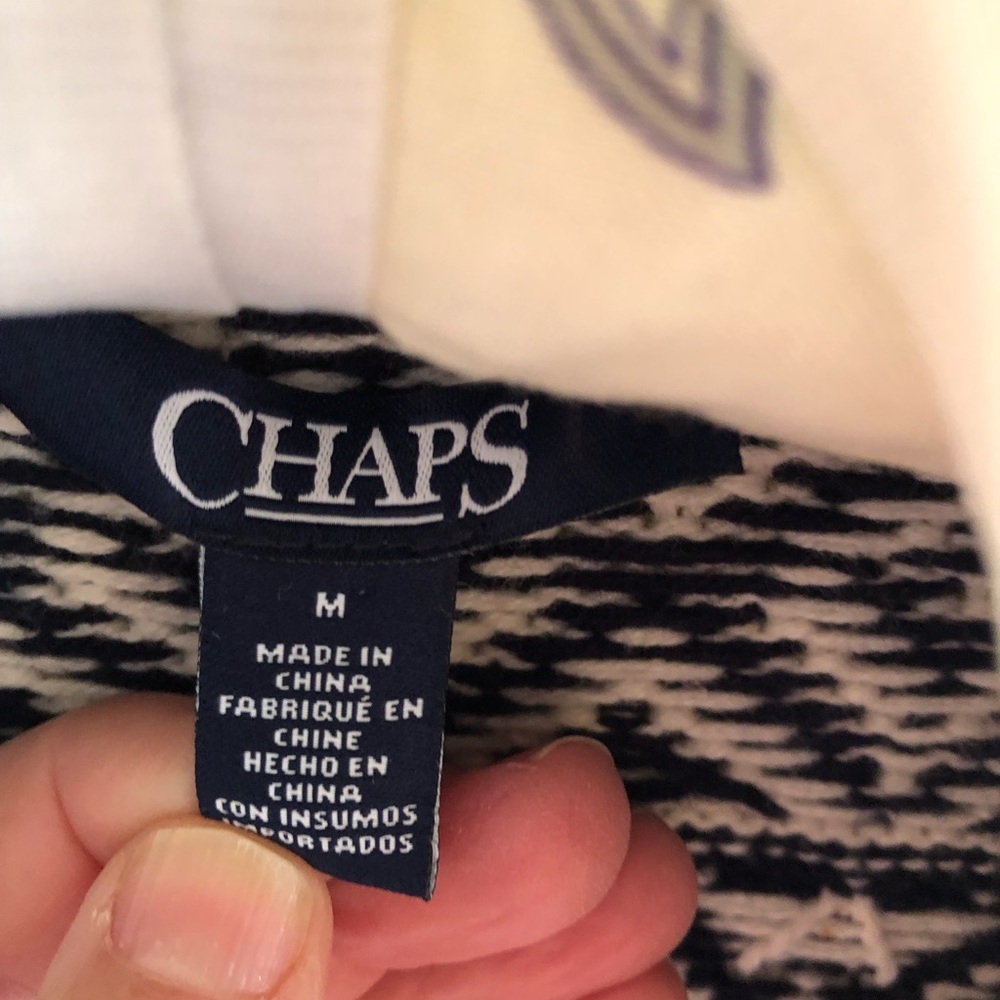 CHAPS
M
MADE IN
CHINA
FABRIQUÉ EN
CHINE
HECHO EN
CHINA
CON INSUMOS
IMPORTADOS